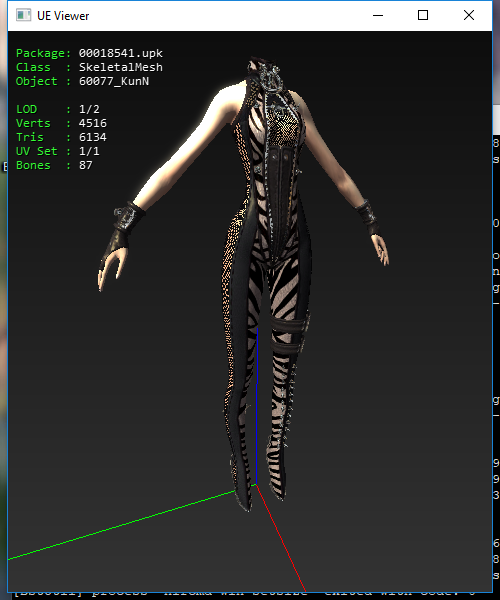 UE Viewer
Package: 00018541.upk
Class : SkeletalMesh
Object : 60077_KunN
LOD : 1/2
Verts : 4516
Tris : 6134
UV Set : 1/1
Bones : 87